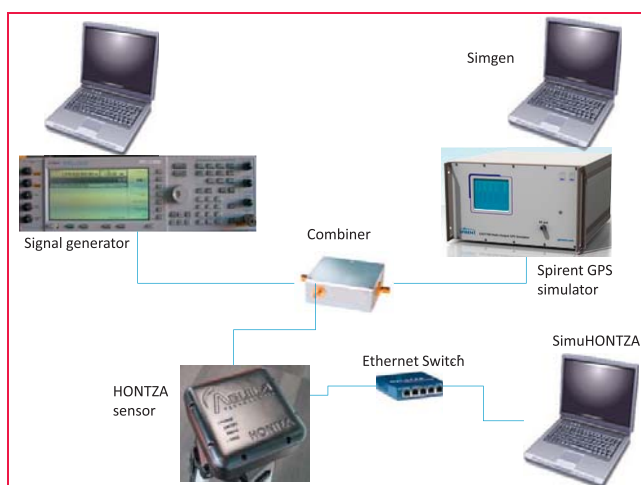 Simgen
Signal generator
Combiner
Spirent GPS
simulator
SimuHONTZA
Ethernet Switch
HONTZA
sensor
HONTZA